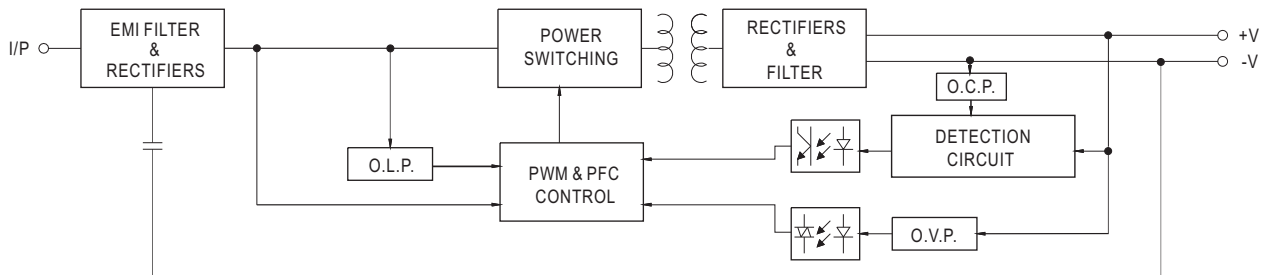 I/P
EMI FILTER
&
RECTIFIERS
POWER
SWITCHING
RECTIFIERS
&
FILTER
+V
-V
O.C.P.
DETECTION
CIRCUIT
O.L.P.
PWM & PFC
CONTROL
O.V.P.